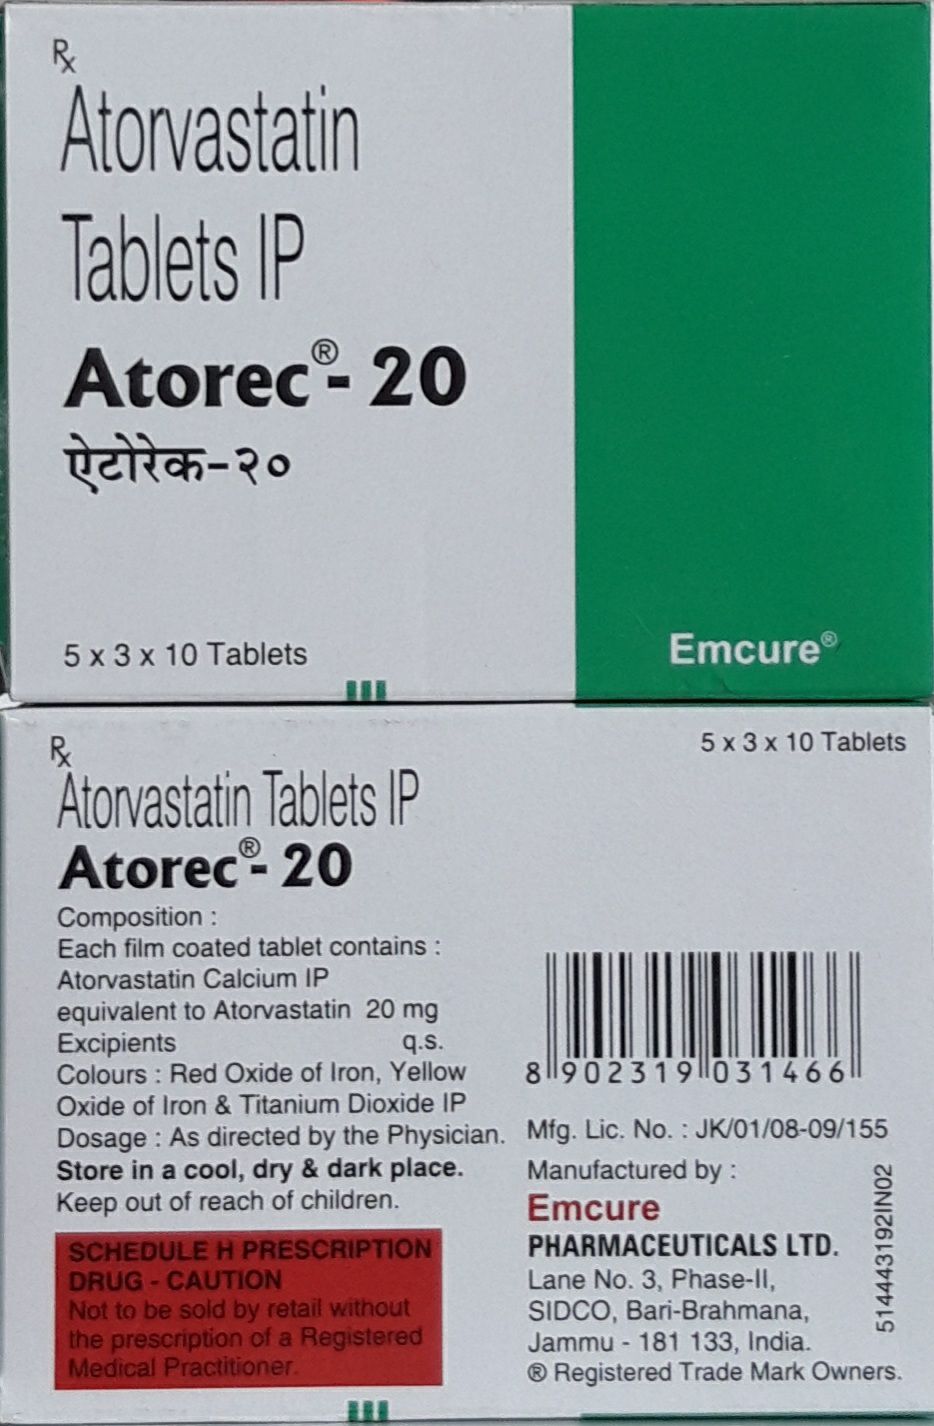 Rx
Atorvastatin
Tablets IP
Atorec®- 20
ऐटोरेक-२०
5 x 3 x 10 Tablets
Emcure®
Rx
5 x 3 x 10 Tablets
Atorvastatin Tablets IP
Atorec®- 20
Composition :
Each film coated tablet contains :
Atorvastatin Calcium IP
equivalent to Atorvastatin 20 mg
Excipients q.s.
Colours : Red Oxide of Iron, Yellow
Oxide of Iron & Titanium Dioxide IP
Dosage : As directed by the Physician.
Store in a cool, dry & dark place.
Keep out of reach of children.
SCHEDULE H PRESCRIPTION
DRUG - CAUTION
Not to be sold by retail without
the prescription of a Registered
Medical Practitioner.
8 902319 031466
Mfg. Lic. No. : JK/01/08-09/155
Manufactured by :
Emcure
PHARMACEUTICALS LTD.
Lane No. 3, Phase-II,
SIDCO, Bari-Brahmana,
Jammu - 181 133, India.
® Registered Trade Mark Owners.
514443192IN02